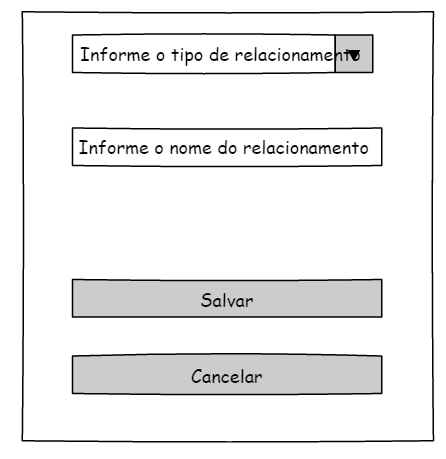 Informe o tipo de relacionamento
Informe o nome do relacionamento
Salvar
Cancelar